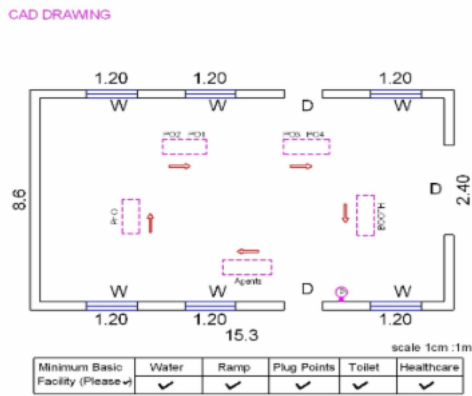 CAD DRAWING
1.20 1.20 1.20
W W D W
PO2 PO1 PO3 PO4
8.6
PrO
BOOTH
D
2.40
Agents
W W D P W
1.20 1.20 1.20
15.3
scale 1cm :1m
Minimum Basic Facility (Please ✓) Water Ramp Plug Points Toilet Healthcare
✓ ✓ ✓ ✓ ✓